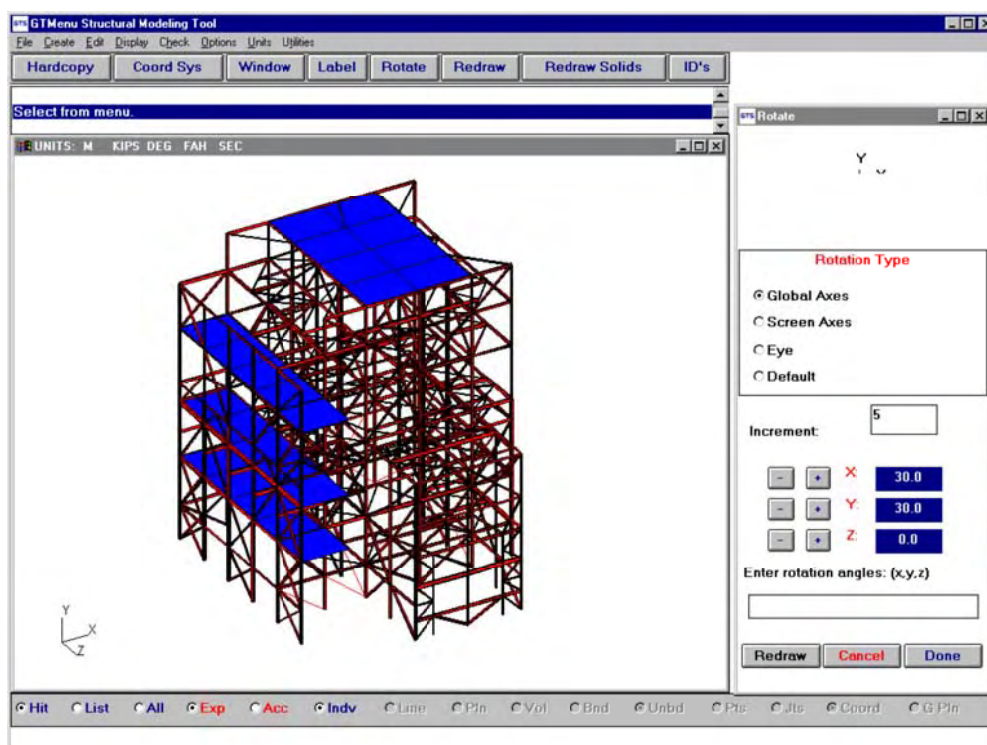 GTS GTMenu Structural Modeling Tool
File Create Edit Display Check Options Units Utilities
Hardcopy Coord Sys Window Label Rotate Redraw Redraw Solids ID's
Select from menu.
UNITS: M KIPS DEG FAH SEC
Y
X
Z
GTS Rotate
Y
Rotation Type
Global Axes
Screen Axes
Eye
Default
Increment: 5
- + X: 30.0
- + Y: 30.0
- + Z: 0.0
Enter rotation angles: (x,y,z)
Redraw Cancel Done
Hit List All Exp Acc Indv Line Pln Vol Bnd Unbd Pts Jts Coord G Pln